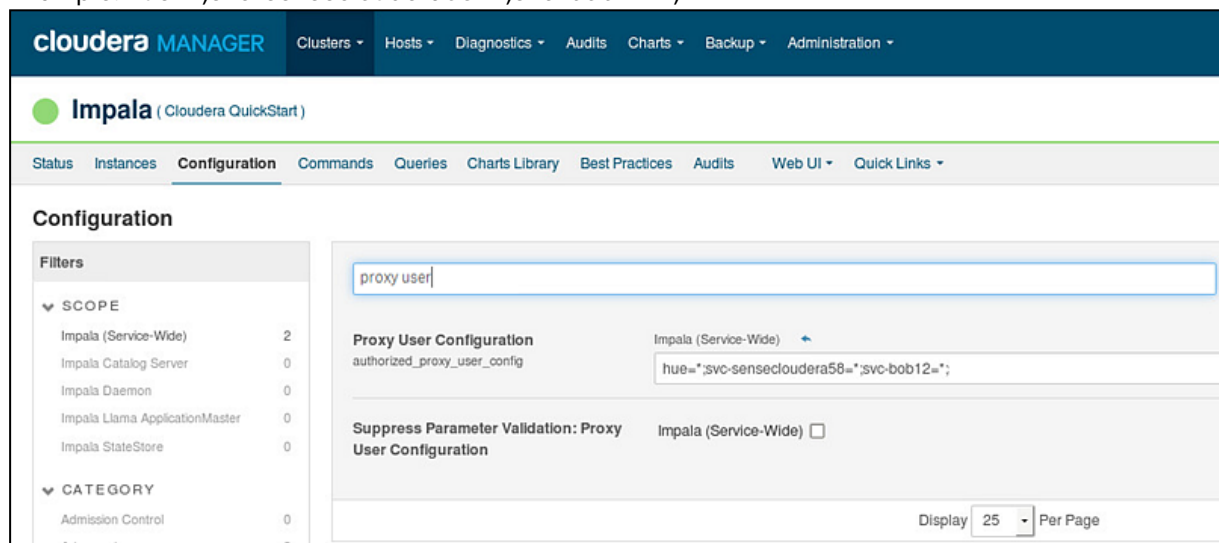 cloudera MANAGER Clusters Hosts Diagnostics Audits Charts Backup Administration
Impala ( Cloudera QuickStart )
Status Instances Configuration Commands Queries Charts Library Best Practices Audits Web UI Quick Links
Configuration
Filters
proxy user
SCOPE
Impala (Service-Wide) 2
Impala Catalog Server 0
Impala Daemon 0
Impala Llama ApplicationMaster 0
Impala StateStore 0
Proxy User Configuration Impala (Service-Wide)
authorized_proxy_user_config
hue=*;svc-sensecloudera58=*;svc-bob12=*;
Suppress Parameter Validation: Proxy Impala (Service-Wide)
User Configuration
CATEGORY
Admission Control 0
Display 25 Per Page